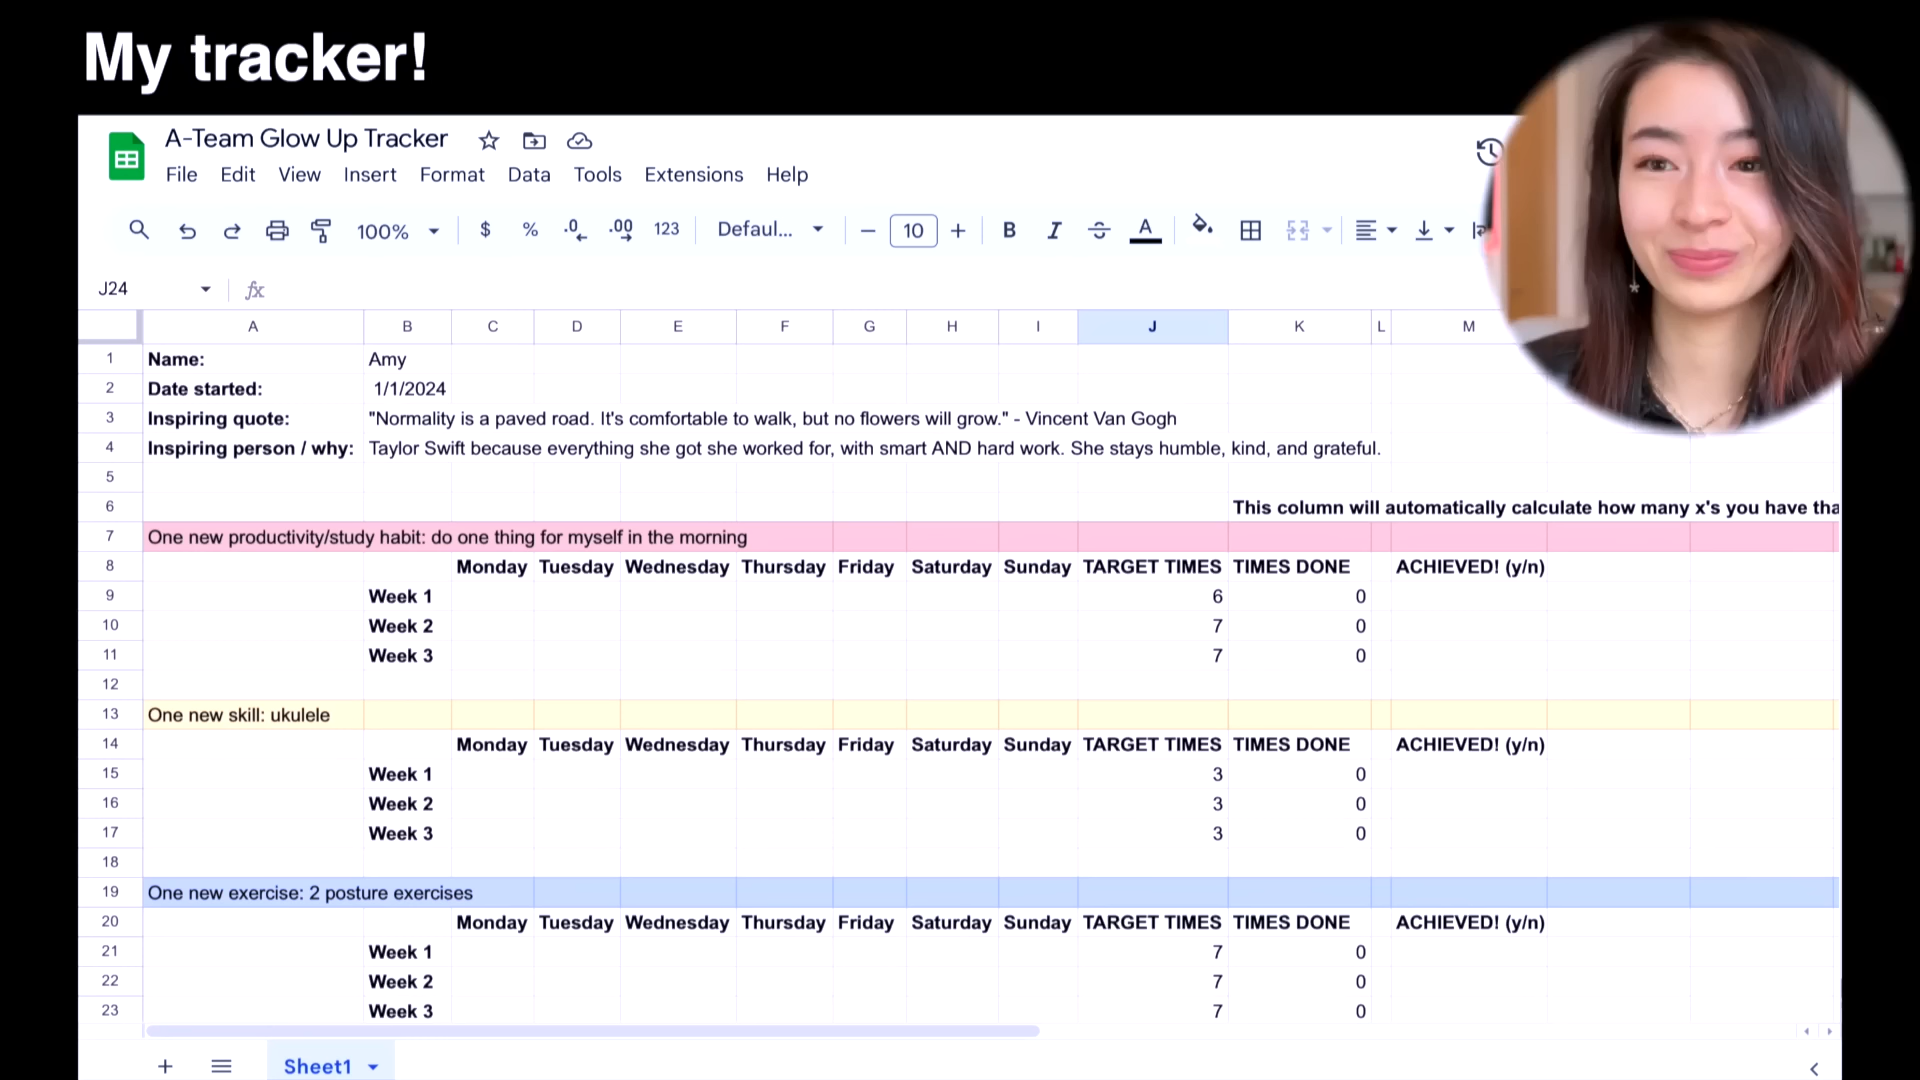 My tracker!
A-Team Glow Up Tracker
File Edit View Insert Format Data Tools Extensions Help
100% $ % .0 .00 123 Defaul... 10 B I A
J24 fx
A B C D E F G H I J K L M
1 Name: Amy
2 Date started: 1/1/2024
3 Inspiring quote: "Normality is a paved road. It's comfortable to walk, but no flowers will grow." - Vincent Van Gogh
4 Inspiring person / why: Taylor Swift because everything she got she worked for, with smart AND hard work. She stays humble, kind, and grateful.
5
6 This column will automatically calculate how many x's you have tha
7 One new productivity/study habit: do one thing for myself in the morning
8 Monday Tuesday Wednesday Thursday Friday Saturday Sunday TARGET TIMES TIMES DONE ACHIEVED! (y/n)
9 Week 1 6 0
10 Week 2 7 0
11 Week 3 7 0
12
13 One new skill: ukulele
14 Monday Tuesday Wednesday Thursday Friday Saturday Sunday TARGET TIMES TIMES DONE ACHIEVED! (y/n)
15 Week 1 3 0
16 Week 2 3 0
17 Week 3 3 0
18
19 One new exercise: 2 posture exercises
20 Monday Tuesday Wednesday Thursday Friday Saturday Sunday TARGET TIMES TIMES DONE ACHIEVED! (y/n)
21 Week 1 7 0
22 Week 2 7 0
23 Week 3 7 0
Sheet1